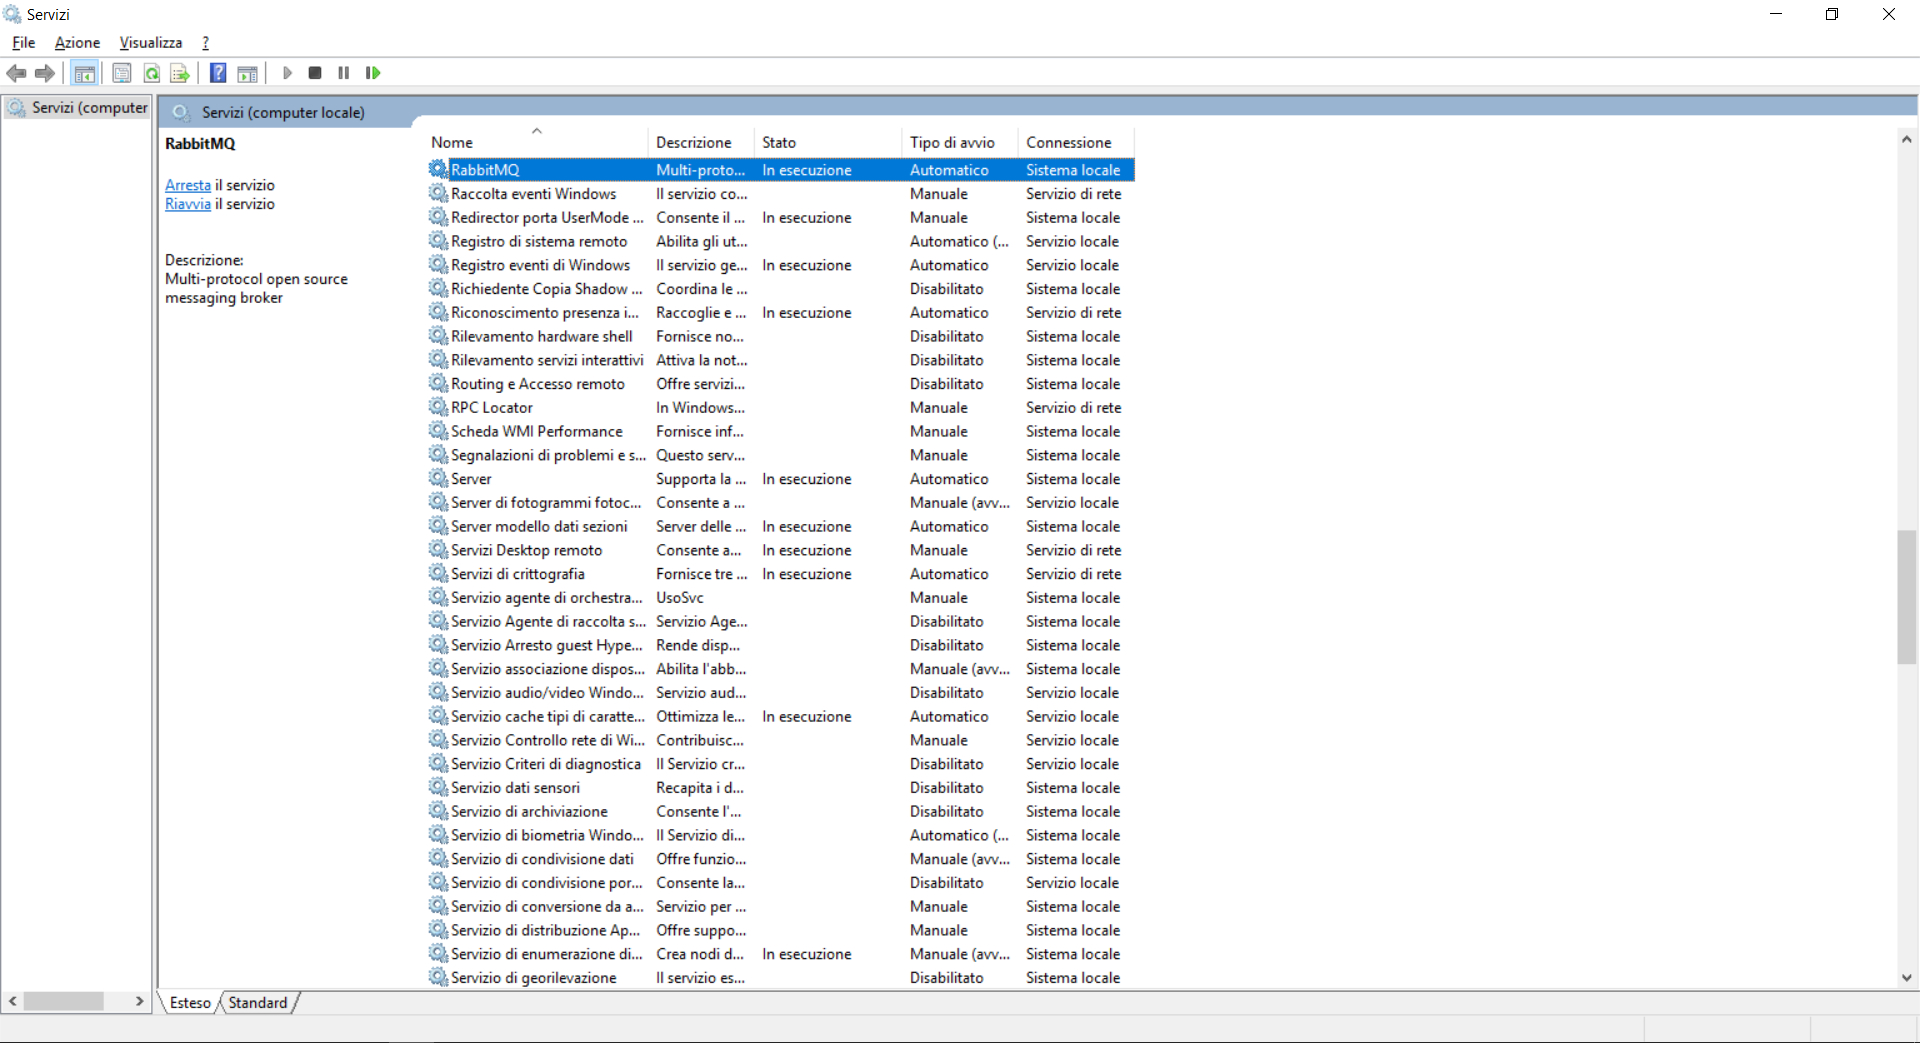 Servizi
File Azione Visualizza ?
Servizi (computer
Servizi (computer locale)
RabbitMQ
Arresta il servizio
Riavvia il servizio
Descrizione:
Multi-protocol open source
messaging broker
Nome Descrizione Stato Tipo di avvio Connessione
RabbitMQ Multi-proto... In esecuzione Automatico Sistema locale
Raccolta eventi Windows Il servizio co... Manuale Servizio di rete
Redirector porta UserMode ... Consente il ... In esecuzione Manuale Sistema locale
Registro di sistema remoto Abilita gli ut... Automatico (... Servizio locale
Registro eventi di Windows Il servizio ge... In esecuzione Automatico Servizio locale
Richiedente Copia Shadow ... Coordina le ... Disabilitato Sistema locale
Riconoscimento presenza i... Raccoglie e ... In esecuzione Automatico Servizio di rete
Rilevamento hardware shell Fornisce no... Disabilitato Sistema locale
Rilevamento servizi interattivi Attiva la not... Disabilitato Sistema locale
Routing e Accesso remoto Offre servizi... Disabilitato Sistema locale
RPC Locator In Windows... Manuale Servizio di rete
Scheda WMI Performance Fornisce inf... Manuale Sistema locale
Segnalazioni di problemi e s... Questo serv... Manuale Sistema locale
Server Supporta la ... In esecuzione Automatico Sistema locale
Server di fotogrammi fotoc... Consente a ... Manuale (avv... Servizio locale
Server modello dati sezioni Server delle ... In esecuzione Automatico Sistema locale
Servizi Desktop remoto Consente a... In esecuzione Manuale Servizio di rete
Servizi di crittografia Fornisce tre ... In esecuzione Automatico Servizio di rete
Servizio agente di orchestra... UsoSvc Manuale Sistema locale
Servizio Agente di raccolta s... Servizio Age... Disabilitato Sistema locale
Servizio Arresto guest Hype... Rende disp... Disabilitato Sistema locale
Servizio associazione dispos... Abilita l'abb... Manuale (avv... Sistema locale
Servizio audio/video Windo... Servizio aud... Disabilitato Servizio locale
Servizio cache tipi di caratte... Ottimizza le... In esecuzione Automatico Servizio locale
Servizio Controllo rete di Wi... Contribuisc... Manuale Servizio locale
Servizio Criteri di diagnostica Il Servizio cr... Disabilitato Servizio locale
Servizio dati sensori Recapita i d... Disabilitato Sistema locale
Servizio di archiviazione Consente l'... Disabilitato Sistema locale
Servizio di biometria Windo... Il Servizio di... Automatico (... Sistema locale
Servizio di condivisione dati Offre funzio... Manuale (avv... Sistema locale
Servizio di condivisione por... Consente la... Disabilitato Servizio locale
Servizio di conversione da a... Servizio per ... Manuale Sistema locale
Servizio di distribuzione Ap... Offre suppo... Manuale Sistema locale
Servizio di enumerazione di... Crea nodi d... In esecuzione Manuale (avv... Sistema locale
Servizio di georilevazione Il servizio es... Disabilitato Sistema locale
Esteso Standard